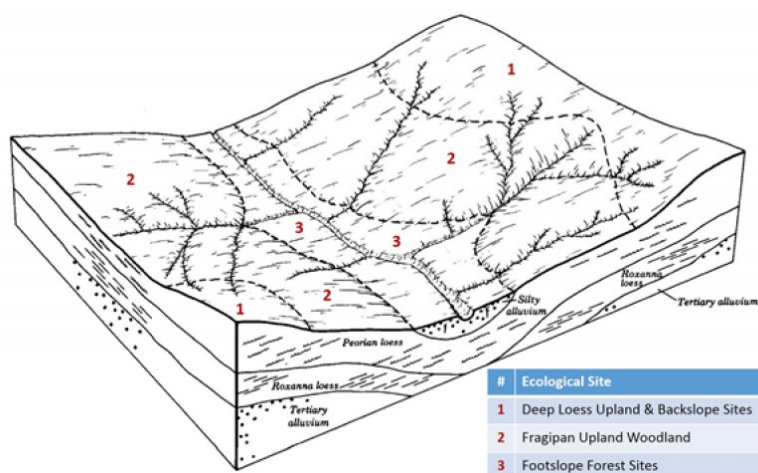 1
2
2
3
3
1
2
Silty
alluvium
Roxanna
loess
Tertiary alluvium
Peorian loess
Roxanna loess
Tertiary
alluvium
# Ecological Site
1 Deep Loess Upland & Backslope Sites
2 Fragipan Upland Woodland
3 Footslope Forest Sites